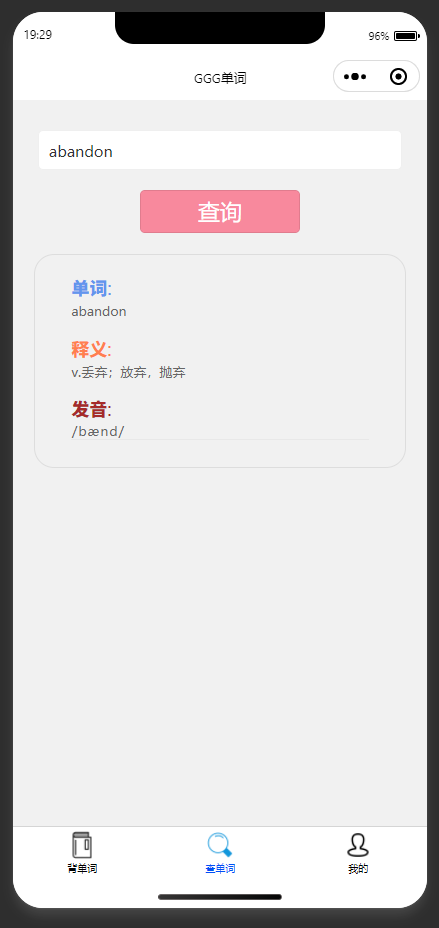 19:29
96%
GGG单词
abandon
查询
单词:
abandon
释义:
v.丢弃；放弃，抛弃
发音:
/bænd/
背单词
查单词
我的